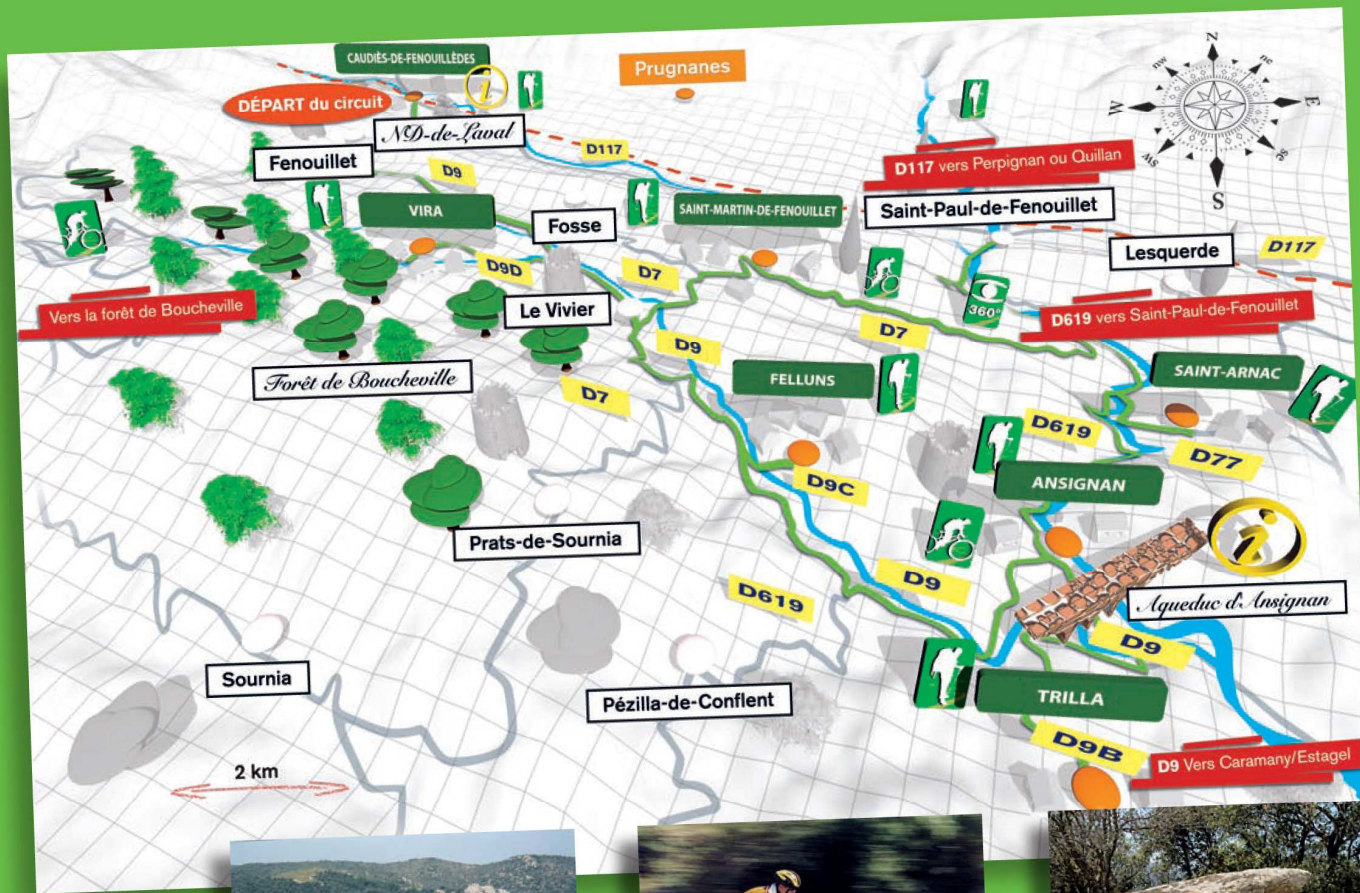 CAUDIÈS-DE-FENOUILLÈDES
Prugnanes
DÉPART du circuit
i
ND-de-Laval
N
nw
ne
W
E
sw
se
S
Fenouillet
D9
D117
D117 vers Perpignan ou Quillan
VIRA
Fosse
SAINT-MARTIN-DE-FENOUILLET
Saint-Paul-de-Fenouillet
D9D
D7
Lesquerde
D117
Vers la forêt de Boucheville
Le Vivier
360°
D619 vers Saint-Paul-de-Fenouillet
D7
D9
Forêt de Boucheville
D7
FELLUNS
SAINT-ARNAC
D619
D77
D9C
ANSIGNAN
i
Prats-de-Sournia
D619
D9
Aqueduc d'Ansignan
D9
Sournia
Pézilla-de-Conflent
TRILLA
D9B
D9 Vers Caramany/Estagel
2 km